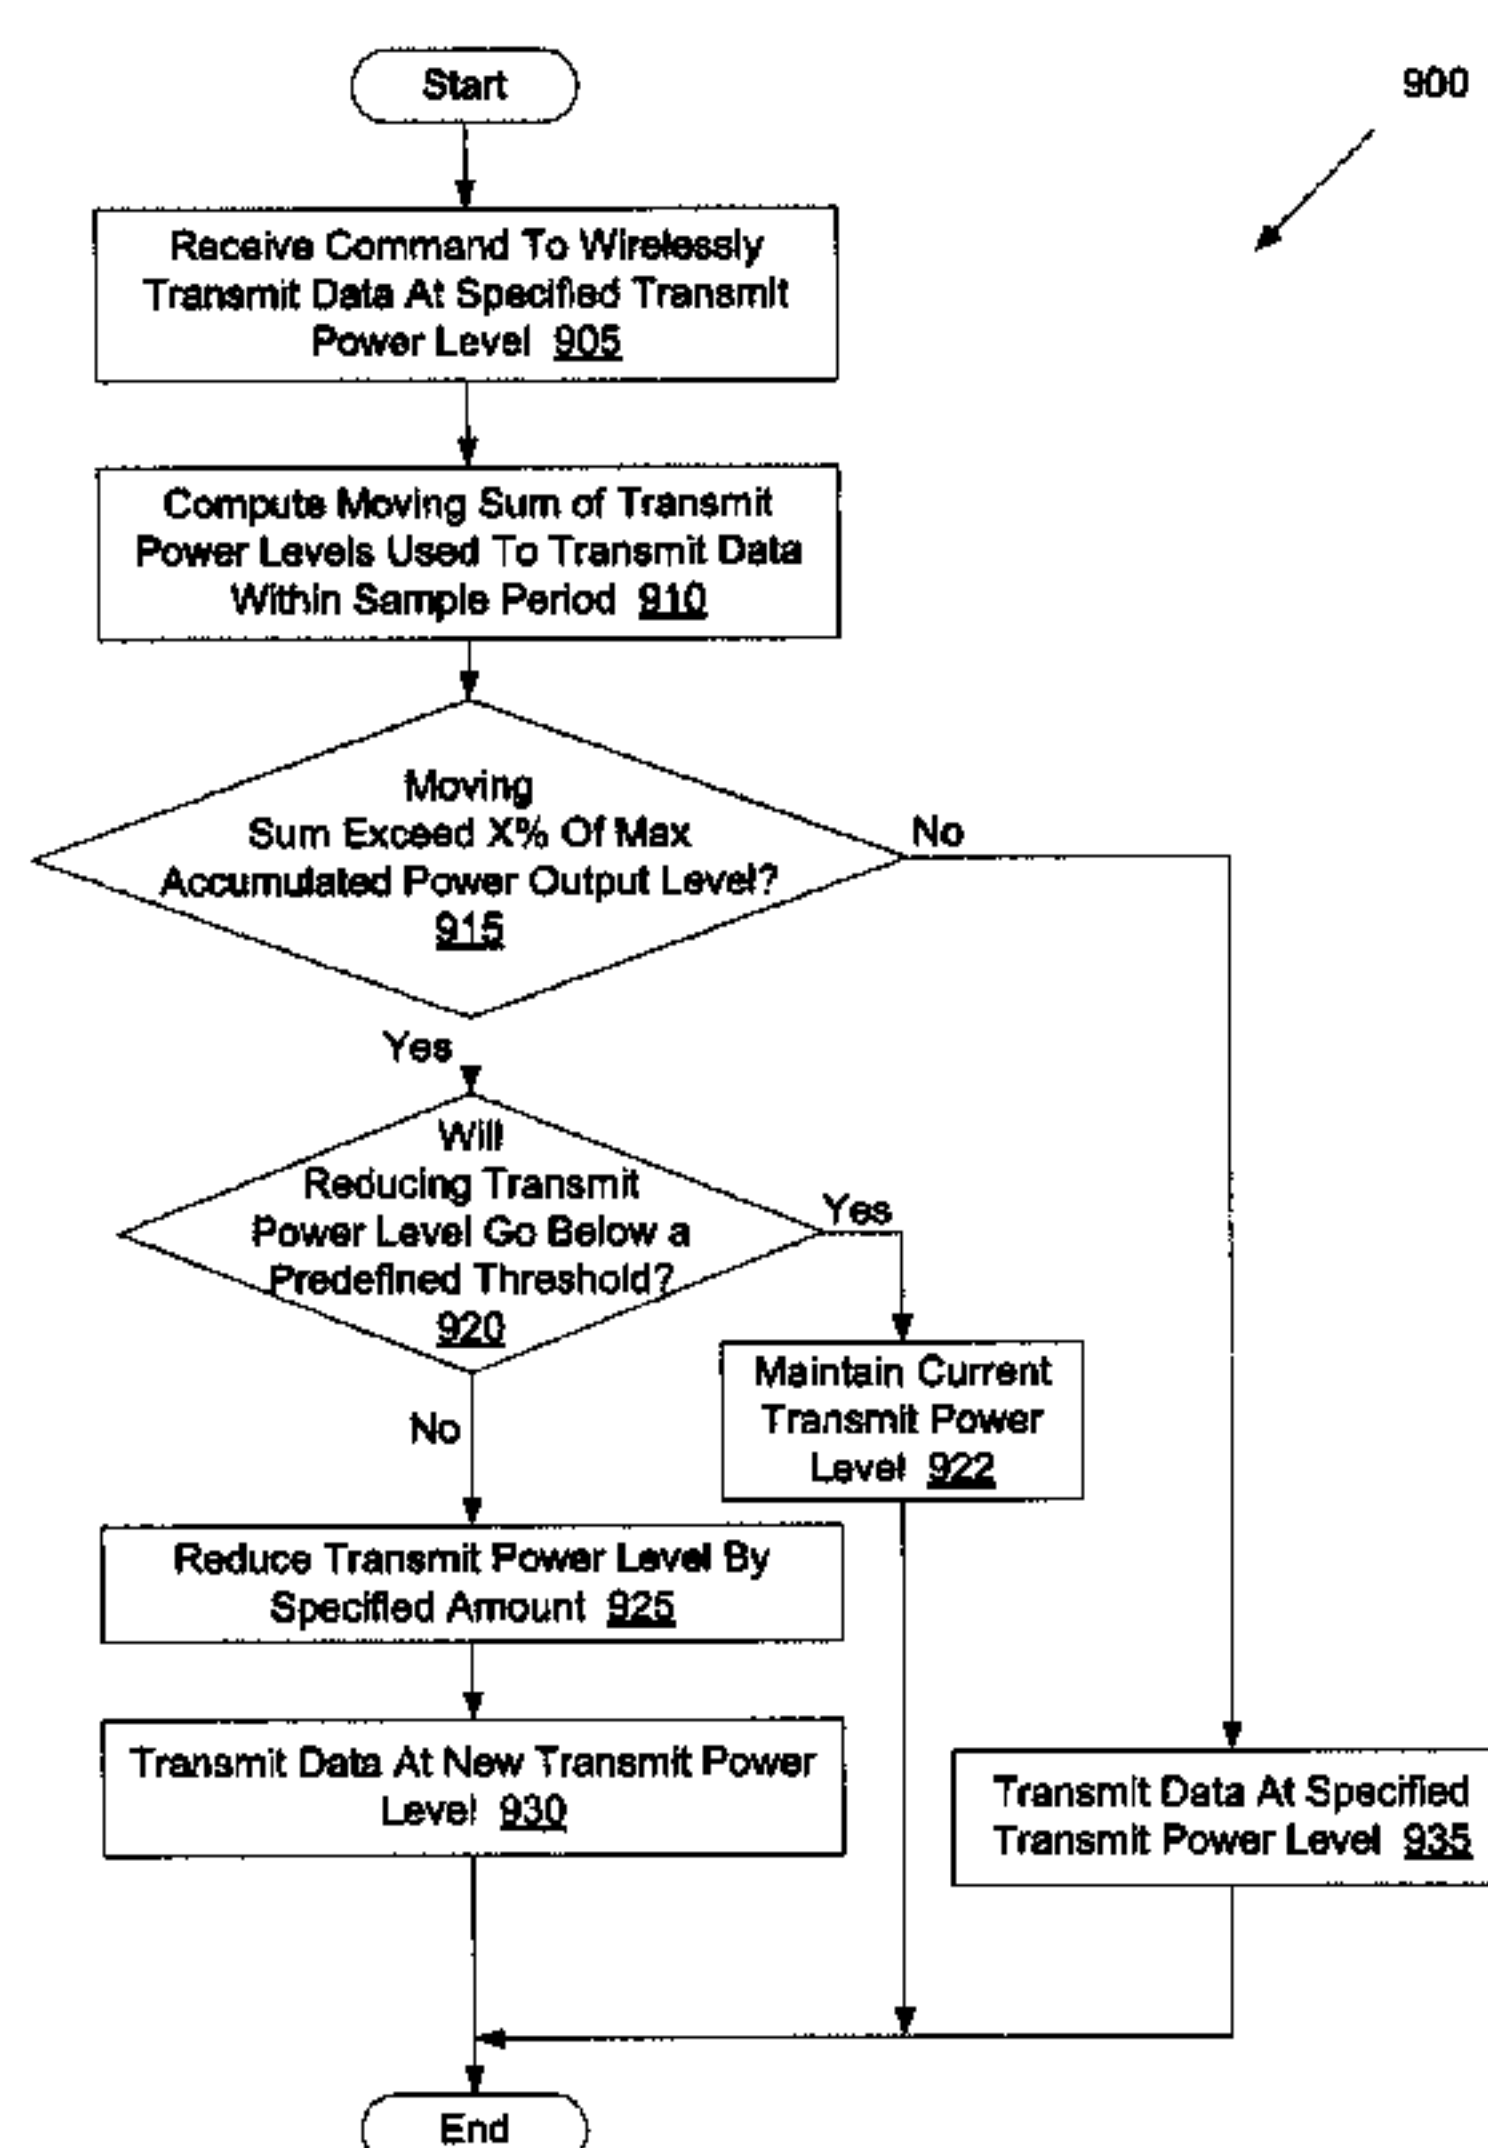 Start
900
Receive Command To Wirelessly
Transmit Data At Specified Transmit
Power Level 905
Compute Moving Sum of Transmit
Power Levels Used To Transmit Data
Within Sample Period 910
Moving
Sum Exceed X% Of Max
Accumulated Power Output Level?
915
No
Yes
Will
Reducing Transmit
Power Level Go Below a
Predefined Threshold?
920
Yes
Maintain Current
Transmit Power
Level 922
No
Reduce Transmit Power Level By
Specified Amount 925
Transmit Data At New Transmit Power
Level 930
Transmit Data At Specified
Transmit Power Level 935
End